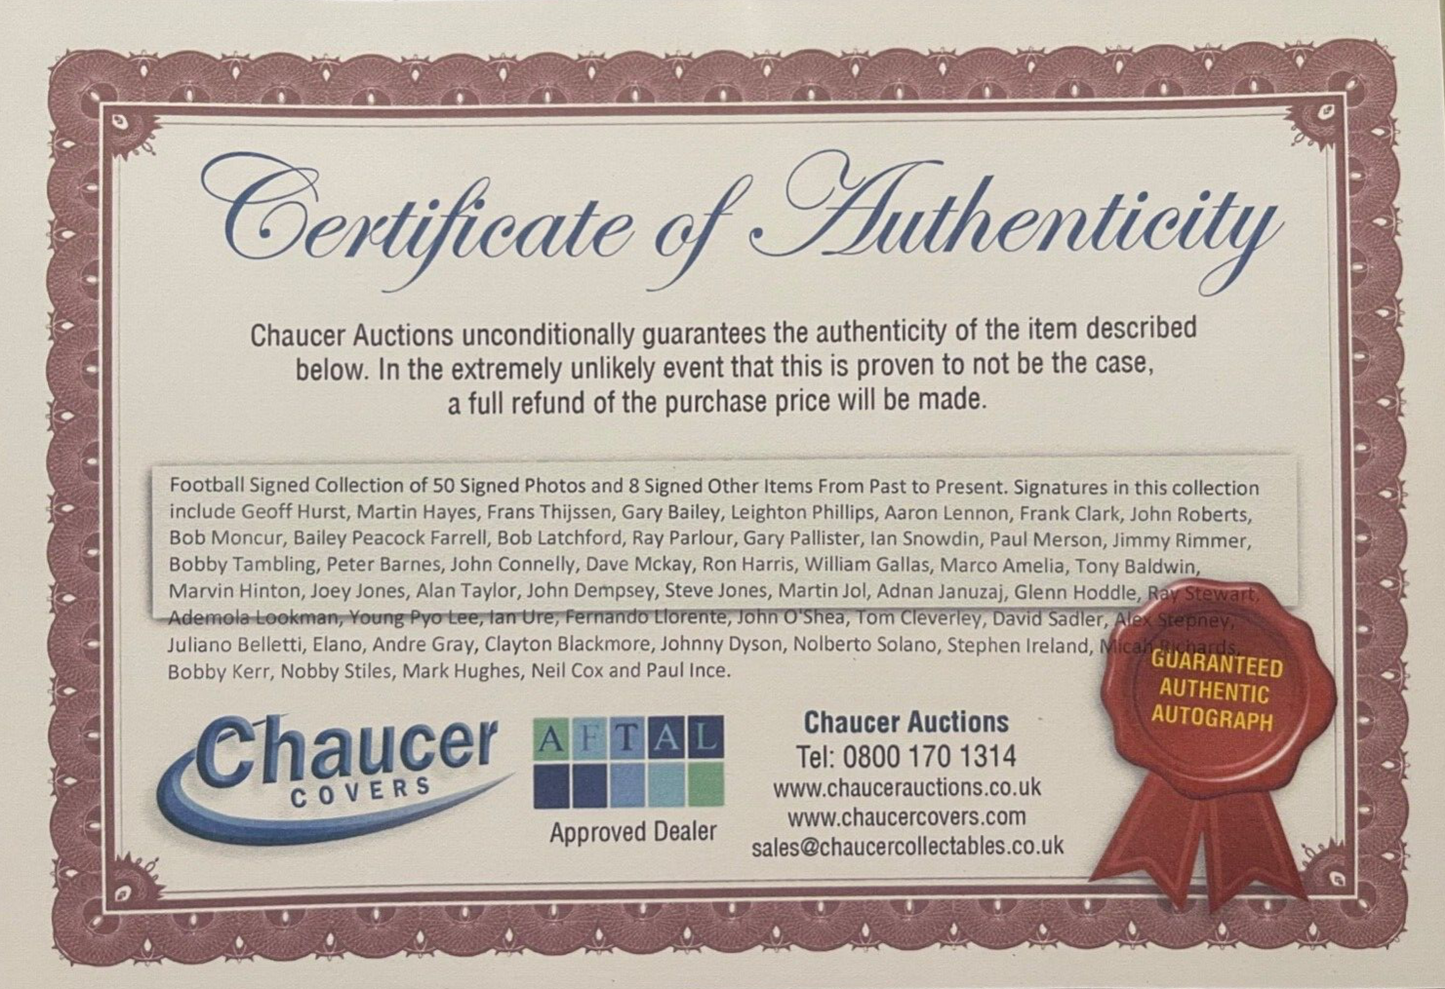 Certificate of Authenticity
Chaucer Auctions unconditionally guarantees the authenticity of the item described
below. In the extremely unlikely event that this is proven to not be the case,
a full refund of the purchase price will be made.
Football Signed Collection of 50 Signed Photos and 8 Signed Other Items From Past to Present. Signatures in this collection
include Geoff Hurst, Martin Hayes, Frans Thijssen, Gary Bailey, Leighton Phillips, Aaron Lennon, Frank Clark, John Roberts,
Bob Moncur, Bailey Peacock Farrell, Bob Latchford, Ray Parlour, Gary Pallister, Ian Snowdin, Paul Merson, Jimmy Rimmer,
Bobby Tambling, Peter Barnes, John Connelly, Dave Mckay, Ron Harris, William Gallas, Marco Amelia, Tony Baldwin,
Marvin Hinton, Joey Jones, Alan Taylor, John Dempsey, Steve Jones, Martin Jol, Adnan Januzaj, Glenn Hoddle, Ray Stewart,
Ademola Lookman, Young Pyo Lee, Ian Ure, Fernando Llorente, John O'Shea, Tom Cleverley, David Sadler, Alex Stepney,
Juliano Belletti, Elano, Andre Gray, Clayton Blackmore, Johnny Dyson, Nolberto Solano, Stephen Ireland, Micah Richards,
Bobby Kerr, Nobby Stiles, Mark Hughes, Neil Cox and Paul Ince.
Chaucer
COVERS
AFTAL
Approved Dealer
Chaucer Auctions
Tel: 0800 170 1314
www.chaucerauctions.co.uk
www.chaucercovers.com
sales@chaucercollectables.co.uk
GUARANTEED
AUTHENTIC
AUTOGRAPH